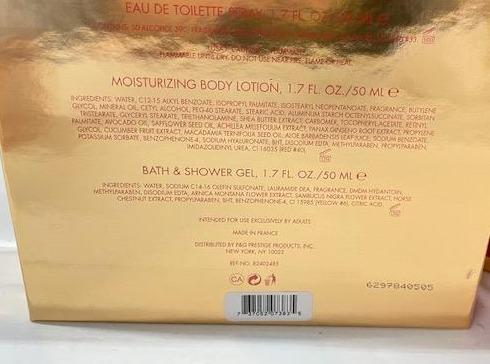 EAU DE TOILETTE SPRAY 1.7 FL. OZ./50 ML ℮
FLAMMABLE UNTIL DRY. DO NOT USE NEAR FIRE, FLAME OR HEAT.
MOISTURIZING BODY LOTION, 1.7 FL. OZ./50 ML ℮
INGREDIENTS: WATER, C12-15 ALKYL BENZOATE, ISOPROPYL PALMITATE, ISOSTEARYL NEOPENTANOATE, FRAGRANCE, BUTYLENE
GLYCOL, MINERAL OIL, CETYL ALCOHOL, PEG-40 STEARATE, STEARIC ACID, ALUMINUM STARCH OCTENYLSUCCINATE, SORBITAN
TRISTEARATE, GLYCERYL STEARATE, TRIETHANOLAMINE, SHEA BUTTER EXTRACT, CARBOMER, TOCOPHERYL ACETATE, RETINYL
PALMITATE, AVOCADO OIL, SAFFLOWER SEED OIL, ACHILLEA MILLEFOLIUM EXTRACT, PANAX GINSENG ROOT EXTRACT, PROPYLENE
GLYCOL, CUCUMBER FRUIT EXTRACT, MACADAMIA TERNIFOLIA SEED OIL, ALOE BARBADENSIS LEAF JUICE, SODIUM BENZOATE,
POTASSIUM SORBATE, BENZOPHENONE-4, SODIUM HYALURONATE, BHT, DISODIUM EDTA, METHYLPARABEN, PROPYLPARABEN,
IMIDAZOLIDINYL UREA, CI 16035 (RED #40).
BATH & SHOWER GEL, 1.7 FL. OZ./50 ML ℮
INGREDIENTS: WATER, SODIUM C14-16 OLEFIN SULFONATE, LAURAMIDE DEA, FRAGRANCE, DMDM HYDANTOIN,
METHYLPARABEN, DISODIUM EDTA, ARNICA MONTANA FLOWER EXTRACT, SAMBUCUS NIGRA FLOWER EXTRACT, HORSE
CHESTNUT EXTRACT, PROPYLPARABEN, BHT, BENZOPHENONE-4, CI 15985 (YELLOW #6), CITRIC ACID.
INTENDED FOR USE EXCLUSIVELY BY ADULTS
MADE IN FRANCE
DISTRIBUTED BY P&G PRESTIGE PRODUCTS, INC.
NEW YORK, NY 10022
REF. NO. 82402485
CA
6297840505